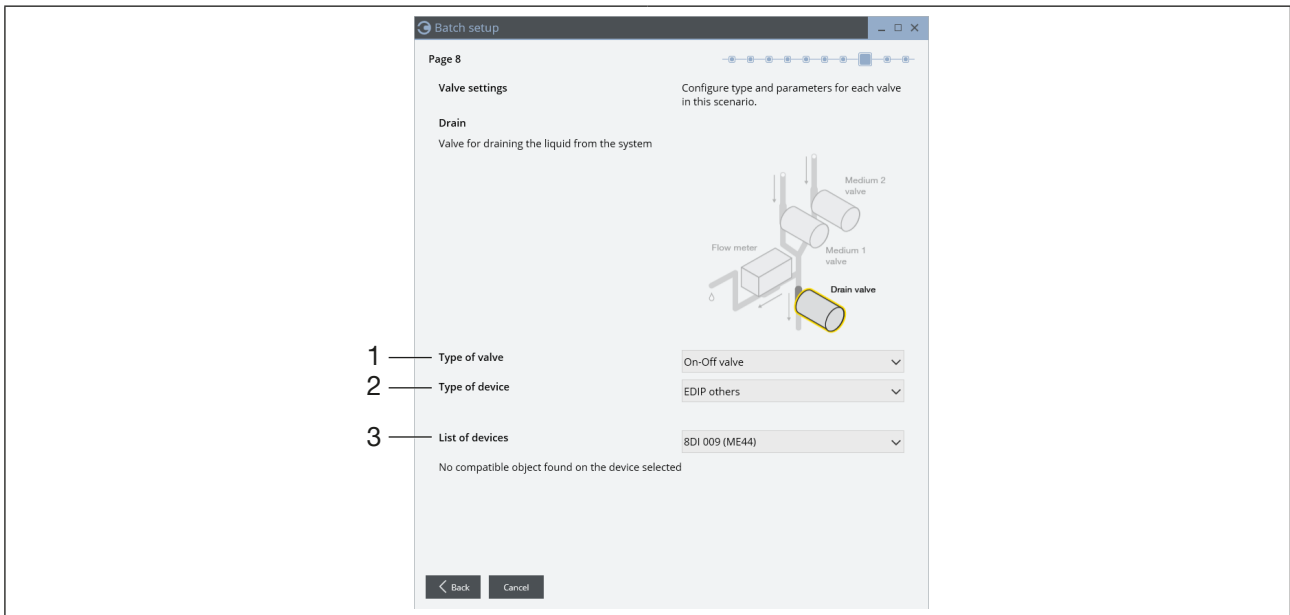 Batch setup
Page 8
Valve settings
Configure type and parameters for each valve
in this scenario.
Drain
Valve for draining the liquid from the system
Medium 2
valve
Flow meter
Medium 1
valve
Drain valve
1
Type of valve
On-Off valve
2
Type of device
EDIP others
3
List of devices
8DI 009 (ME44)
No compatible object found on the device selected
Back
Cancel